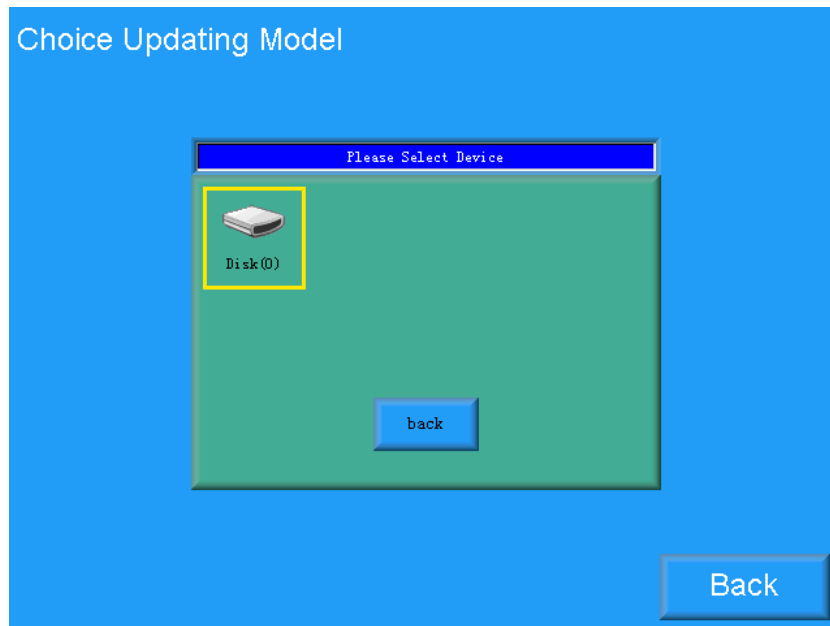 Choice Updating Model
Please Select Device
Disk(0)
back
Back